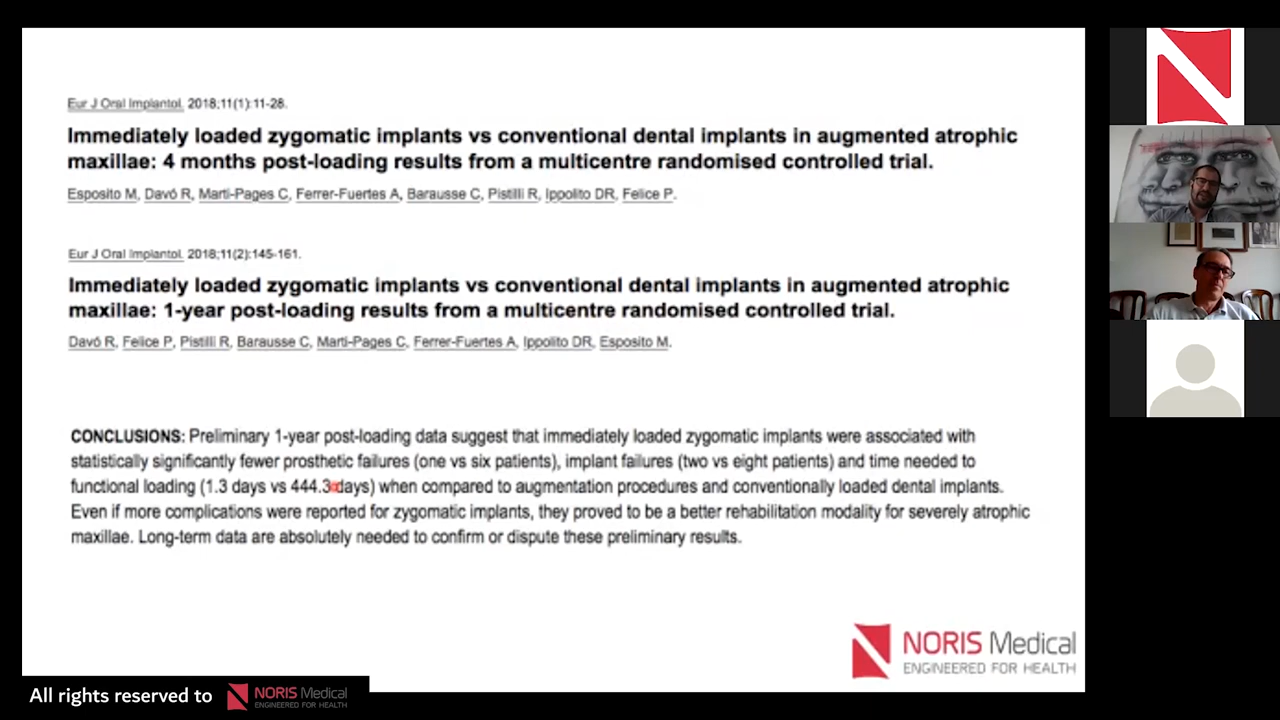 Eur J Oral Implantol. 2018;11(1):11-28.
Immediately loaded zygomatic implants vs conventional dental implants in augmented atrophic
maxillae: 4 months post-loading results from a multicentre randomised controlled trial.
Esposito M, Davó R, Marti-Pages C, Ferrer-Fuertes A, Barausse C, Pistilli R, Ippolito DR, Felice P.
Eur J Oral Implantol. 2018;11(2):145-161.
Immediately loaded zygomatic implants vs conventional dental implants in augmented atrophic
maxillae: 1-year post-loading results from a multicentre randomised controlled trial.
Davó R, Felice P, Pistilli R, Barausse C, Marti-Pages C, Ferrer-Fuertes A, Ippolito DR, Esposito M.
CONCLUSIONS: Preliminary 1-year post-loading data suggest that immediately loaded zygomatic implants were associated with
statistically significantly fewer prosthetic failures (one vs six patients), implant failures (two vs eight patients) and time needed to
functional loading (1.3 days vs 444.3 days) when compared to augmentation procedures and conventionally loaded dental implants.
Even if more complications were reported for zygomatic implants, they proved to be a better rehabilitation modality for severely atrophic
maxillae. Long-term data are absolutely needed to confirm or dispute these preliminary results.
NORIS Medical
ENGINEERED FOR HEALTH
All rights reserved to NORIS Medical
ENGINEERED FOR HEALTH